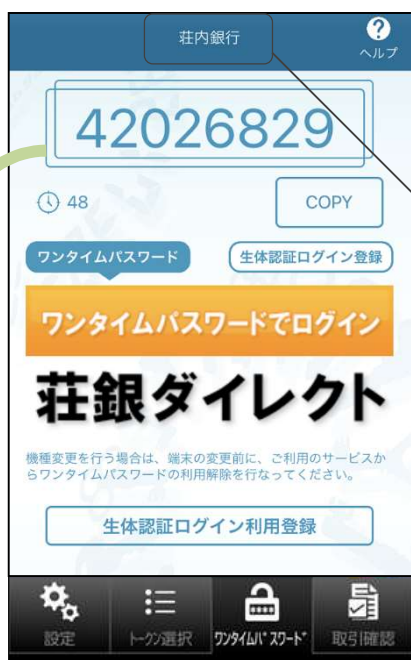 荘内銀行
?
ヘルプ
42026829
48
COPY
ワンタイムパスワード
生体認証ログイン登録
ワンタイムパスワードでログイン
荘銀ダイレクト
機種変更を行う場合は、端末の変更前に、ご利用のサービスか
らワンタイムパスワードの利用解除を行なってください。
生体認証ログイン利用登録
設定
トークン選択
ワンタイムパスワード
取引確認